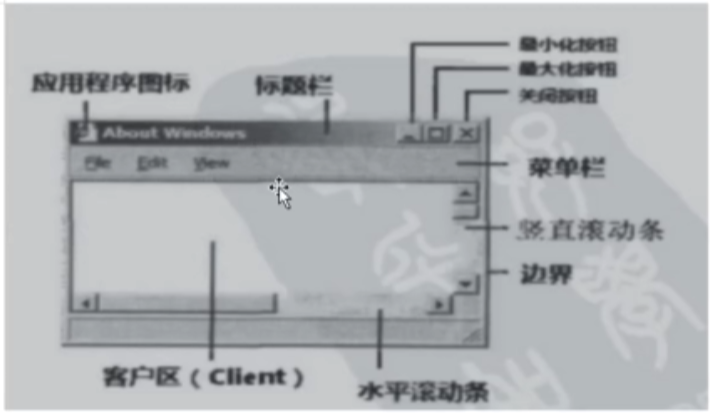 最小化按钮
最大化按钮
关闭按钮
应用程序图标
标题栏
About Windows
File Edit View
菜单栏
竖直滚动条
边界
客户区（Client）
水平滚动条